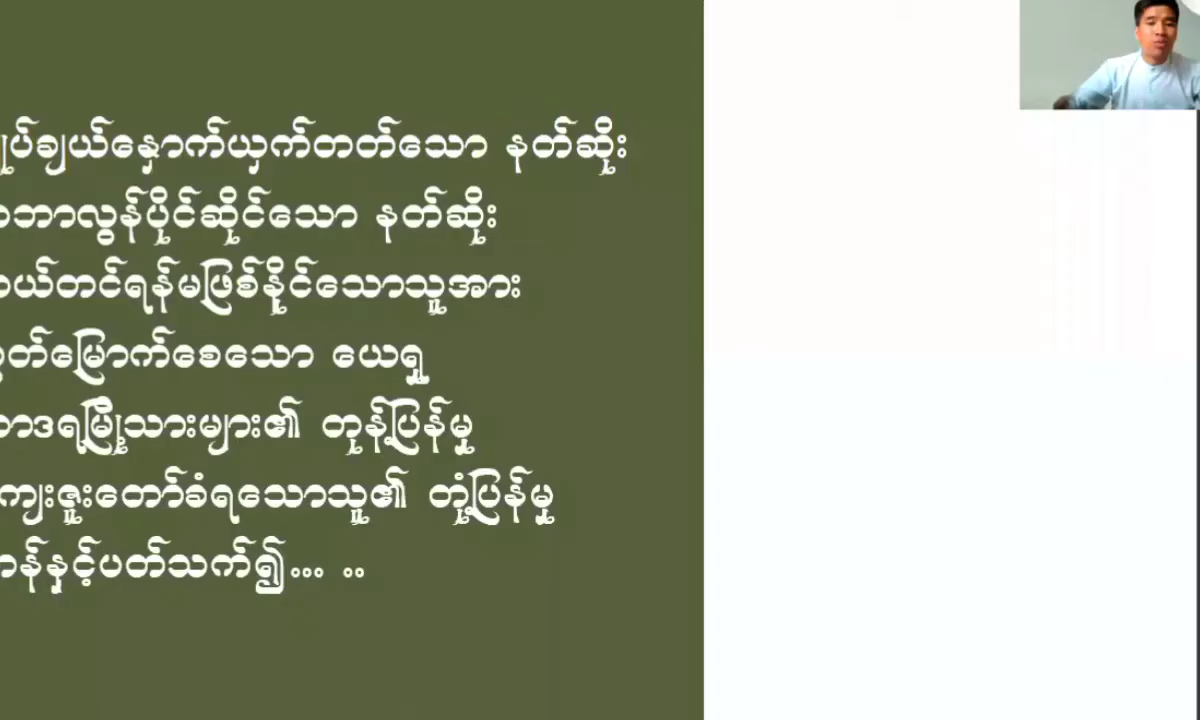 ချုပ်ချယ်နှောက်ယှက်တတ်သော နတ်ဆိုး
ဘာလွန်ပိုင်ဆိုင်သော နတ်ဆိုး
ယ်တင်ရန်မဖြစ်နိုင်သောသူအား
တ်မြောက်စေသော ယေရှု
ဒရမြို့သားများ၏ တုန့်ပြန်မှု
ကျေးဇူးတော်ခံရသောသူ၏ တုံ့ပြန်မှု
န်နှင့်ပတ်သက်၍... ..